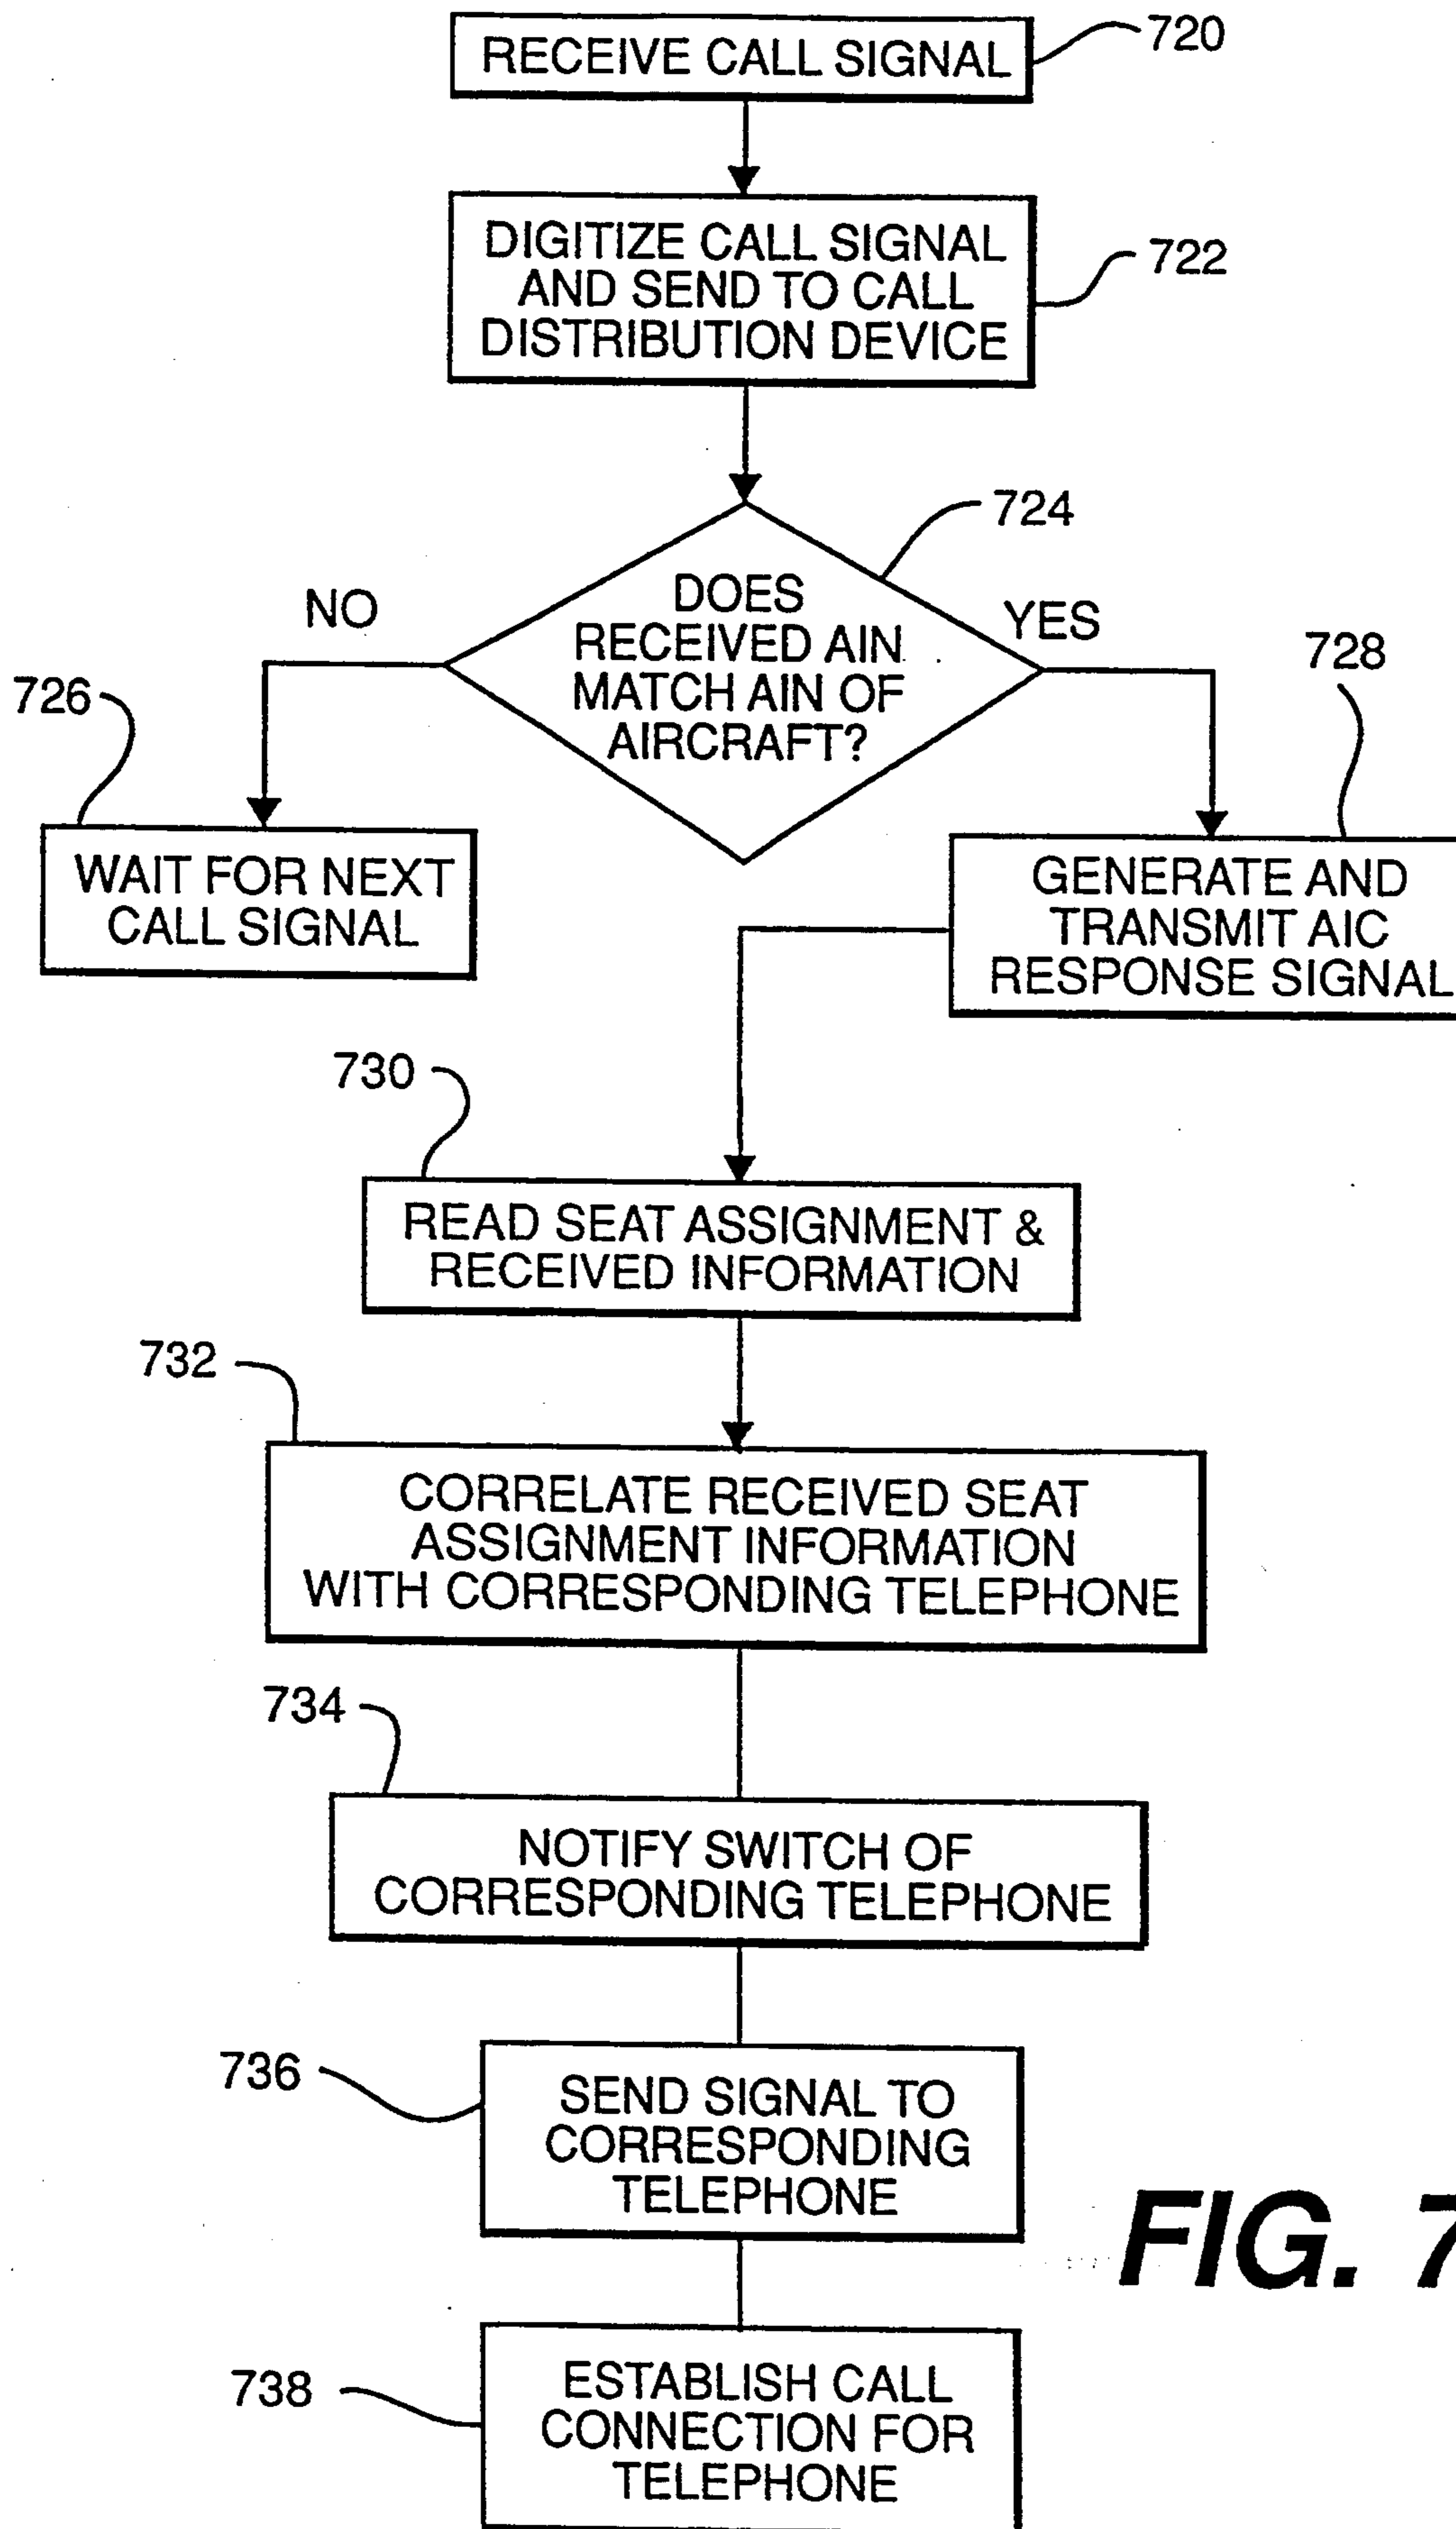 RECEIVE CALL SIGNAL
720
DIGITIZE CALL SIGNAL
AND SEND TO CALL
DISTRIBUTION DEVICE
722
724
NO
DOES
RECEIVED AIN
MATCH AIN OF
AIRCRAFT?
YES
726
728
WAIT FOR NEXT
CALL SIGNAL
GENERATE AND
TRANSMIT AIC
RESPONSE SIGNAL
730
READ SEAT ASSIGNMENT &
RECEIVED INFORMATION
732
CORRELATE RECEIVED SEAT
ASSIGNMENT INFORMATION
WITH CORRESPONDING TELEPHONE
734
NOTIFY SWITCH OF
CORRESPONDING TELEPHONE
736
SEND SIGNAL TO
CORRESPONDING
TELEPHONE
FIG. 7
738
ESTABLISH CALL
CONNECTION FOR
TELEPHONE